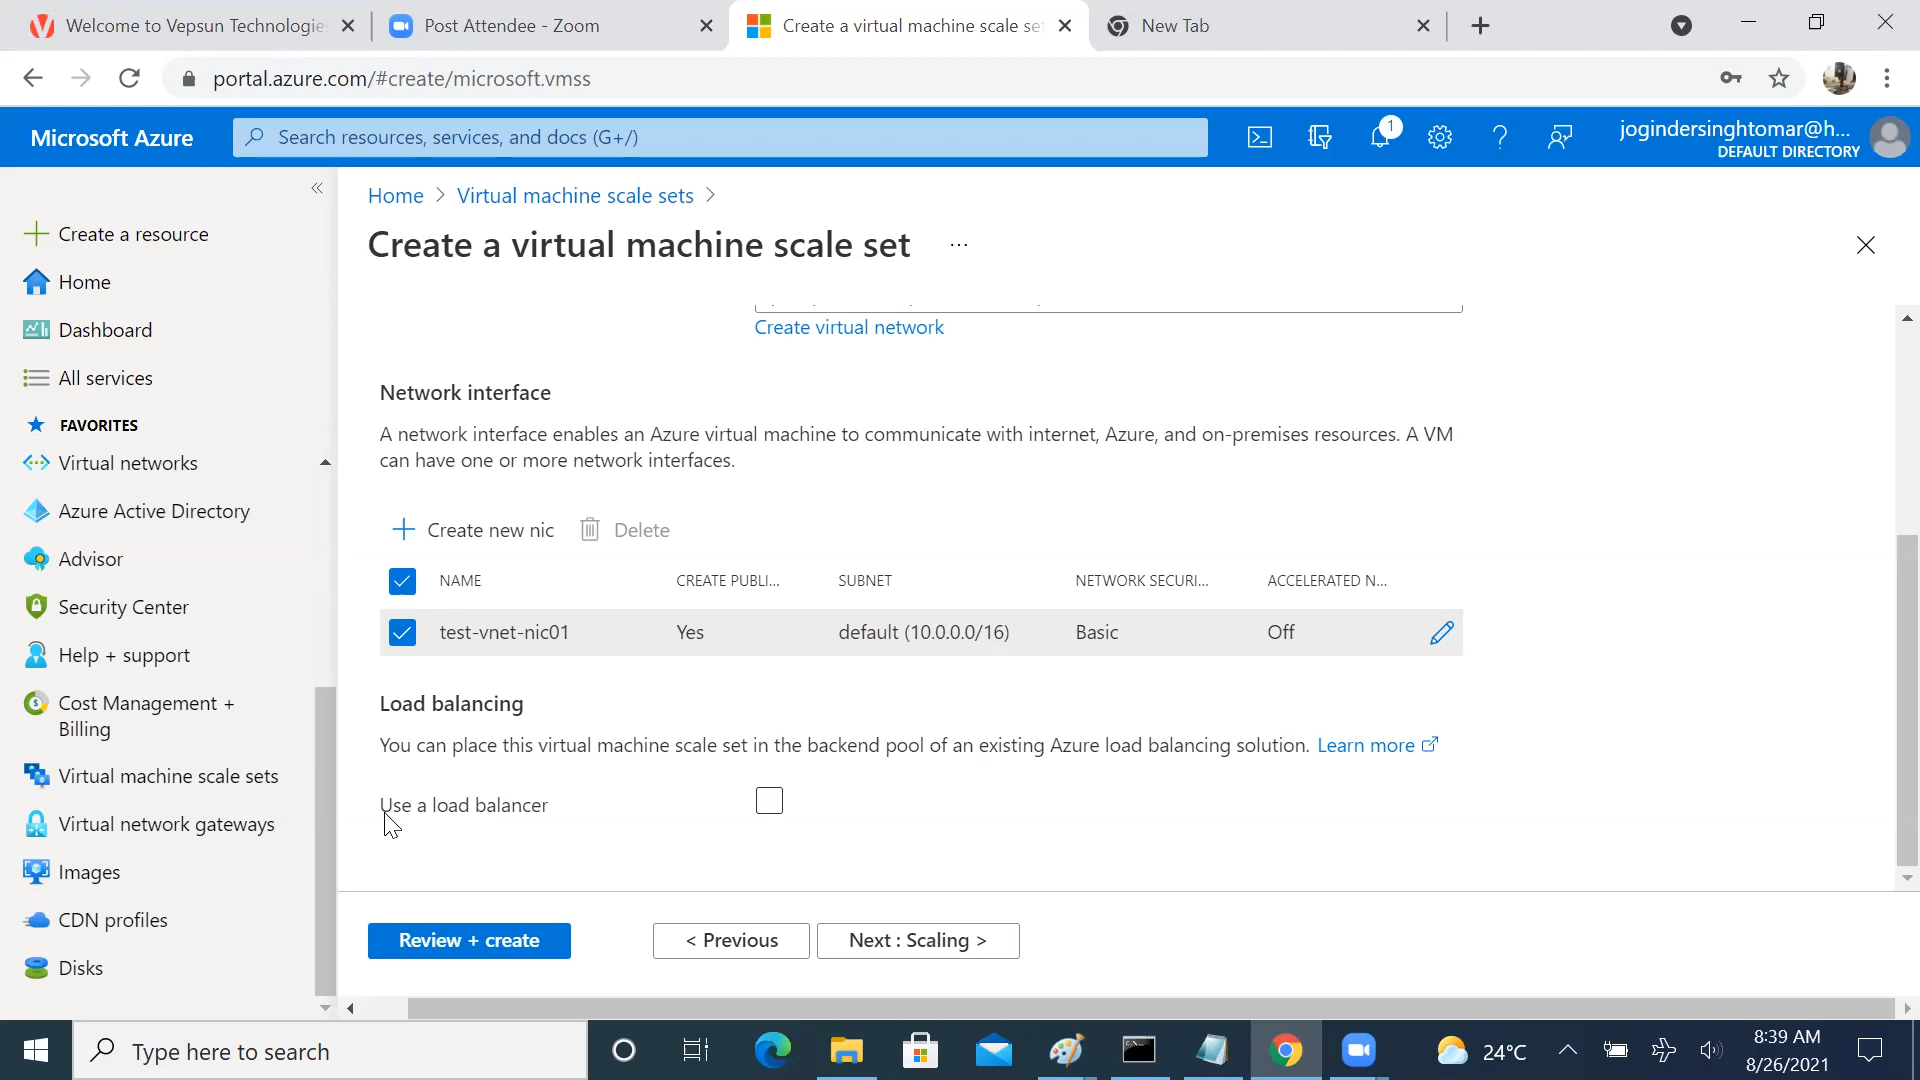 Welcome to Vepsun Technologies
Post Attendee - Zoom
Create a virtual machine scale set
New Tab
portal.azure.com/#create/microsoft.vmss
Microsoft Azure
Search resources, services, and docs (G+/)
1
jogindersinghtomar@h...
DEFAULT DIRECTORY
Create a resource
Home
Dashboard
All services
FAVORITES
Virtual networks
Azure Active Directory
Advisor
Security Center
Help + support
Cost Management +
Billing
Virtual machine scale sets
Virtual network gateways
Images
CDN profiles
Disks
Home > Virtual machine scale sets >
Create a virtual machine scale set ...
Create virtual network
Network interface
A network interface enables an Azure virtual machine to communicate with internet, Azure, and on-premises resources. A VM
can have one or more network interfaces.
Create new nic Delete
NAME CREATE PUBLI... SUBNET NETWORK SECURI... ACCELERATED N...
test-vnet-nic01 Yes default (10.0.0.0/16) Basic Off
Load balancing
You can place this virtual machine scale set in the backend pool of an existing Azure load balancing solution. Learn more
Use a load balancer
Review + create
< Previous
Next : Scaling >
Type here to search
24°C
8:39 AM
8/26/2021